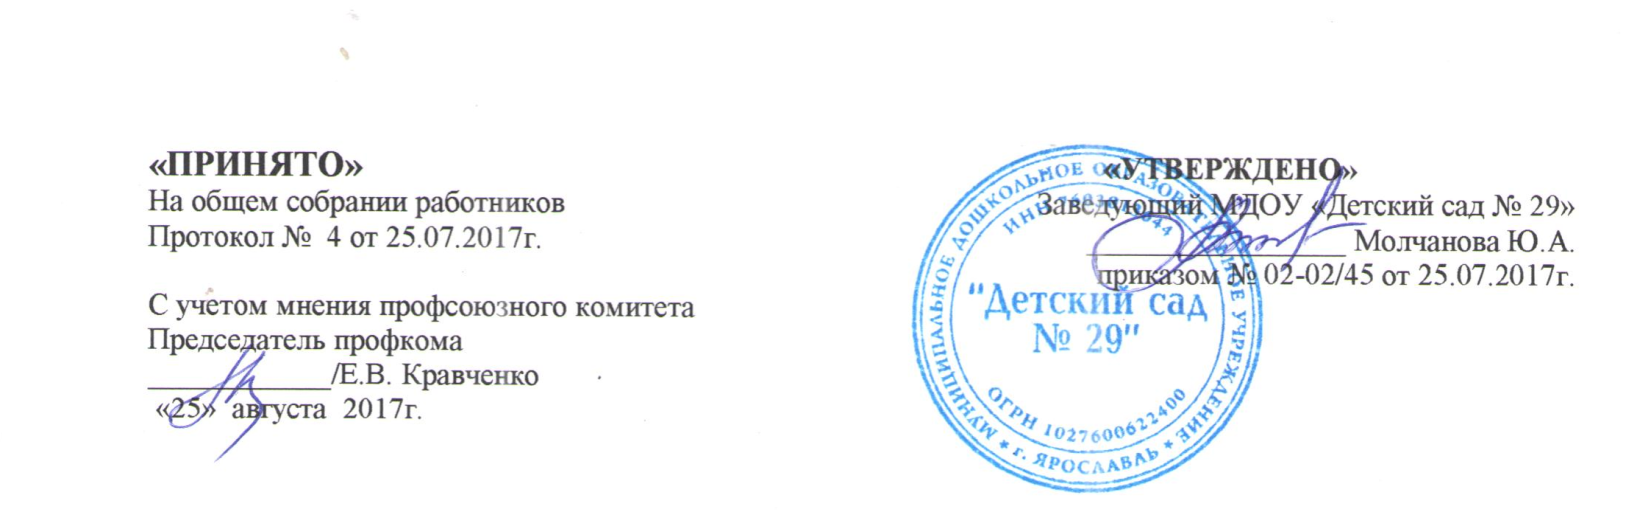 «ПРИНЯТО»
На общем собрании работников
Протокол № 4 от 25.07.2017г.
С учетом мнения профсоюзного комитета
Председатель профкома
_____________/Е.В. Кравченко
«25» августа 2017г.
«УТВЕРЖДЕНО»
Заведующий МДОУ «Детский сад № 29»
__________________ Молчанова Ю.А.
приказом № 02-02/45 от 25.07.2017г.
МУНИЦИПАЛЬНОЕ ДОШКОЛЬНОЕ ОБРАЗОВАТЕЛЬНОЕ УЧРЕЖДЕНИЕ
* г. ЯРОСЛАВЛЬ *
ИНН
"Детский сад
№ 29"
ОГРН 1027600622400